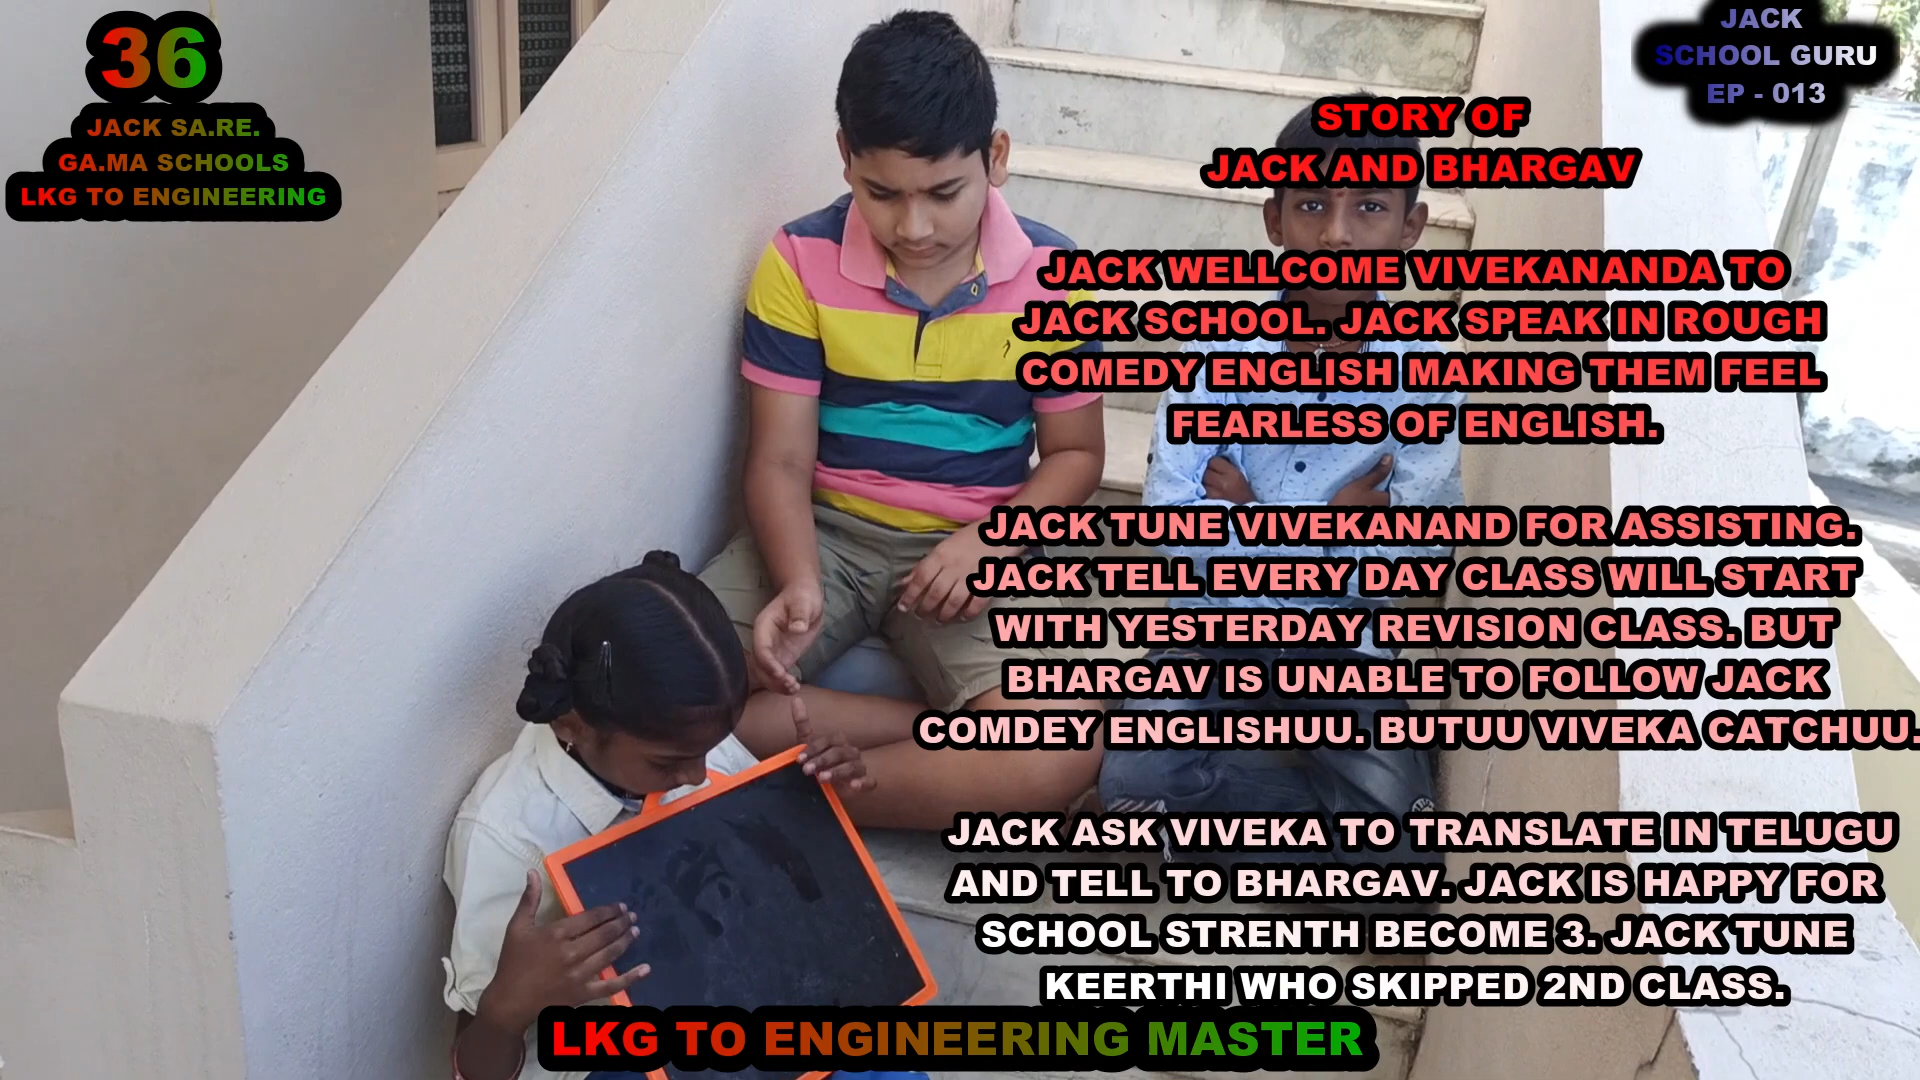 36
JACK SA.RE.
GA.MA SCHOOLS
LKG TO ENGINEERING
JACK
SCHOOL GURU
EP - 013
STORY OF
JACK AND BHARGAV
JACK WELLCOME VIVEKANANDA TO
JACK SCHOOL. JACK SPEAK IN ROUGH
COMEDY ENGLISH MAKING THEM FEEL
FEARLESS OF ENGLISH.
JACK TUNE VIVEKANAND FOR ASSISTING.
JACK TELL EVERY DAY CLASS WILL START
WITH YESTERDAY REVISION CLASS. BUT
BHARGAV IS UNABLE TO FOLLOW JACK
COMDEY ENGLISHUU. BUTUU VIVEKA CATCHUU.
JACK ASK VIVEKA TO TRANSLATE IN TELUGU
AND TELL TO BHARGAV. JACK IS HAPPY FOR
SCHOOL STRENTH BECOME 3. JACK TUNE
KEERTHI WHO SKIPPED 2ND CLASS.
LKG TO ENGINEERING MASTER